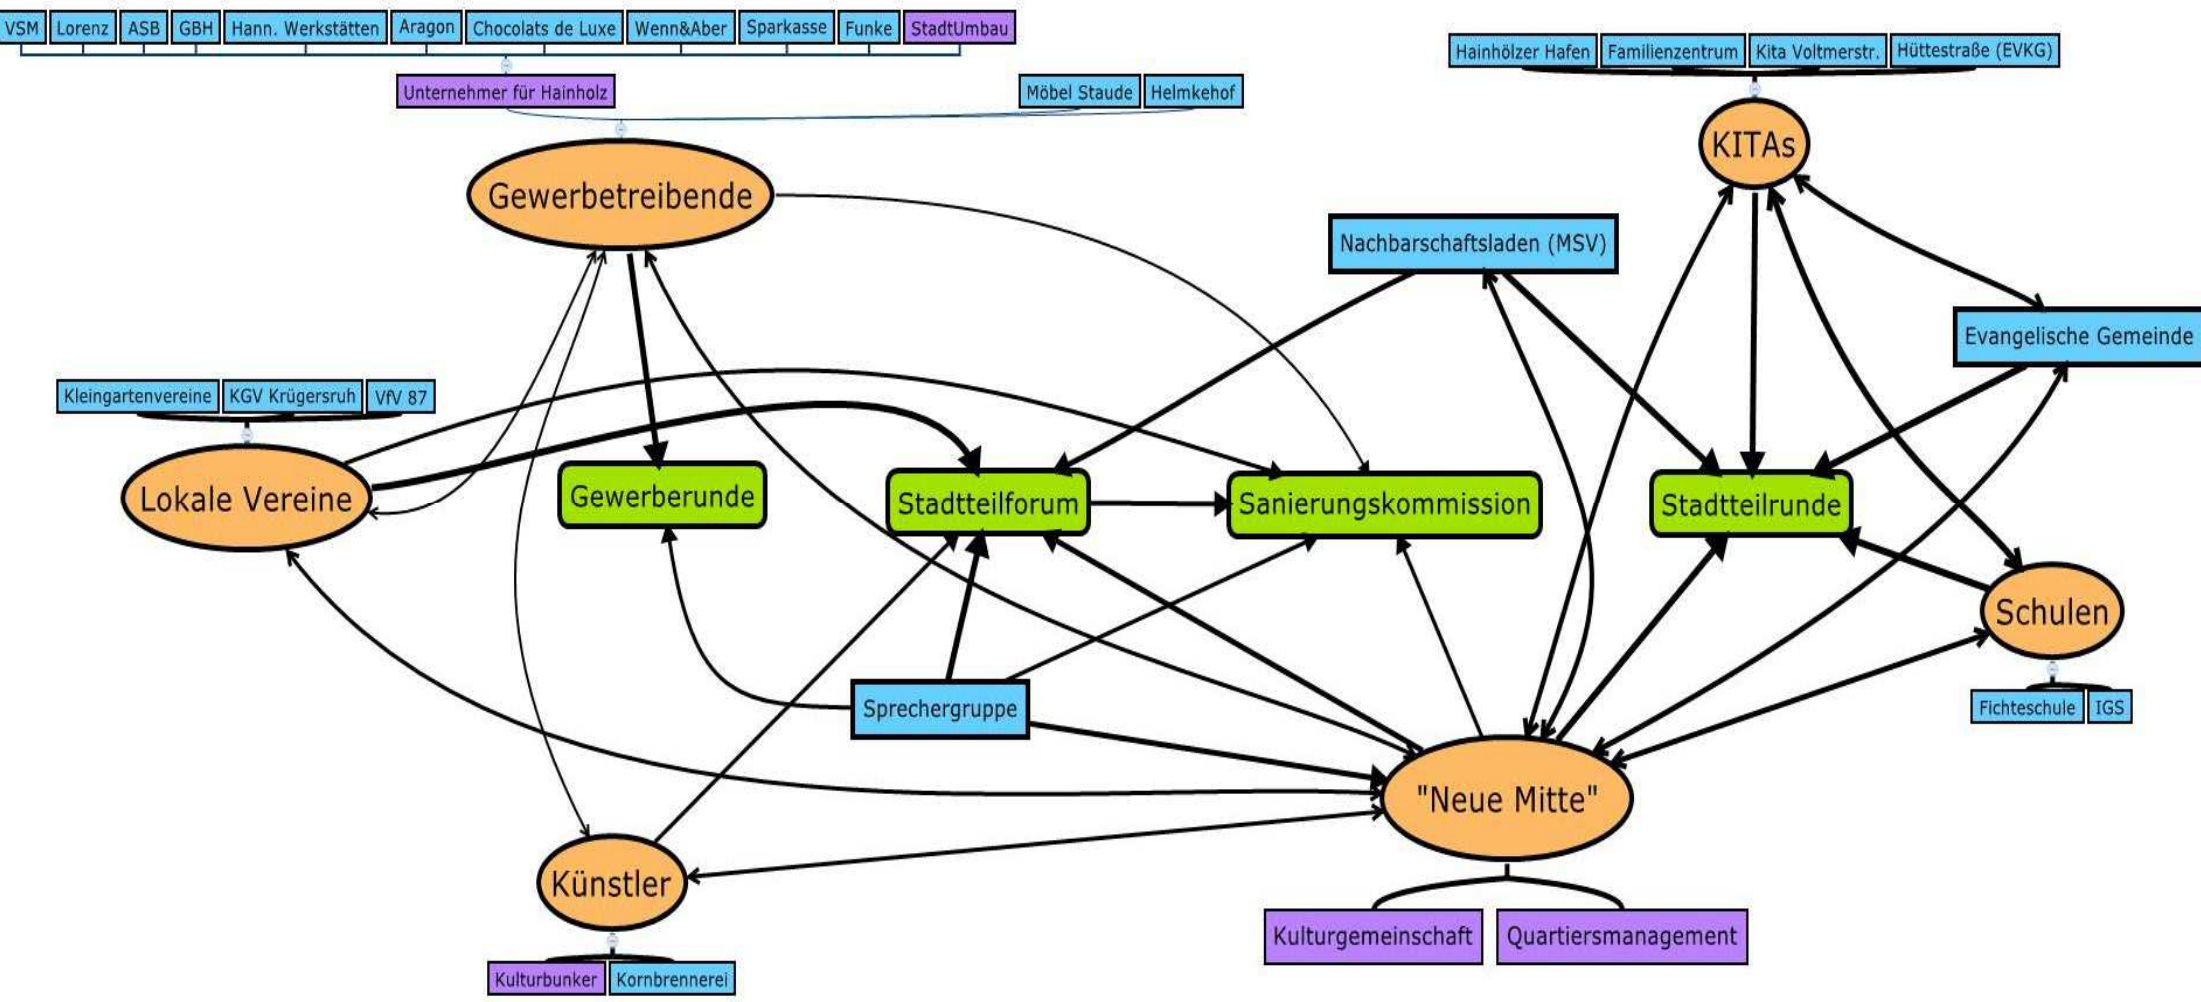 VSM
Lorenz
ASB
GBH
Hann. Werkstätten
Aragon
Chocolats de Luxe
Wenn&Aber
Sparkasse
Funke
StadtUmbau
Hainhölzer Hafen
Familienzentrum
Kita Voltmerstr.
Hüttestraße (EVKG)
Unternehmer für Hainholz
Möbel Staude
Helmkehof
KITAs
Gewerbetreibende
Nachbarschaftsladen (MSV)
Evangelische Gemeinde
Kleingartenvereine
KGV Krügersruh
VfV 87
Lokale Vereine
Gewerberunde
Stadtteilforum
Sanierungskommission
Stadtteilrunde
Schulen
Sprechergruppe
Fichteschule
IGS
"Neue Mitte"
Künstler
Kulturgemeinschaft
Quartiersmanagement
Kulturbunker
Kornbrennerei